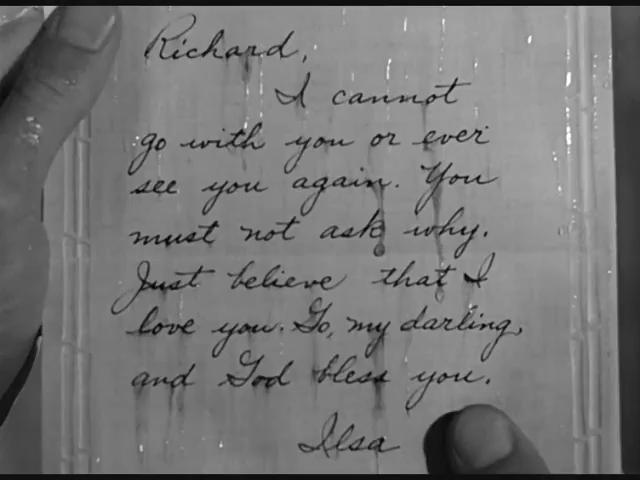 Richard,
I cannot
go with you or ever
see you again. You
must not ask why.
Just believe that I
love you. Go, my darling,
and God bless you.
Ilsa